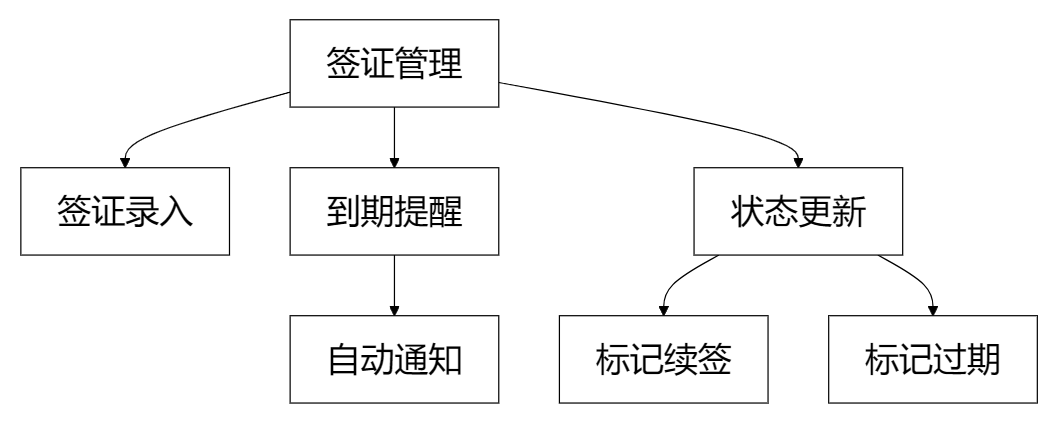 签证管理
签证录入
到期提醒
状态更新
自动通知
标记续签
标记过期